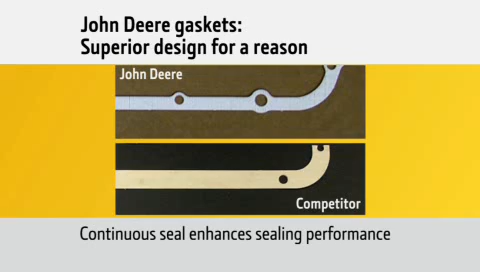 John Deere gaskets:
Superior design for a reason
John Deere
Competitor
Continuous seal enhances sealing performance